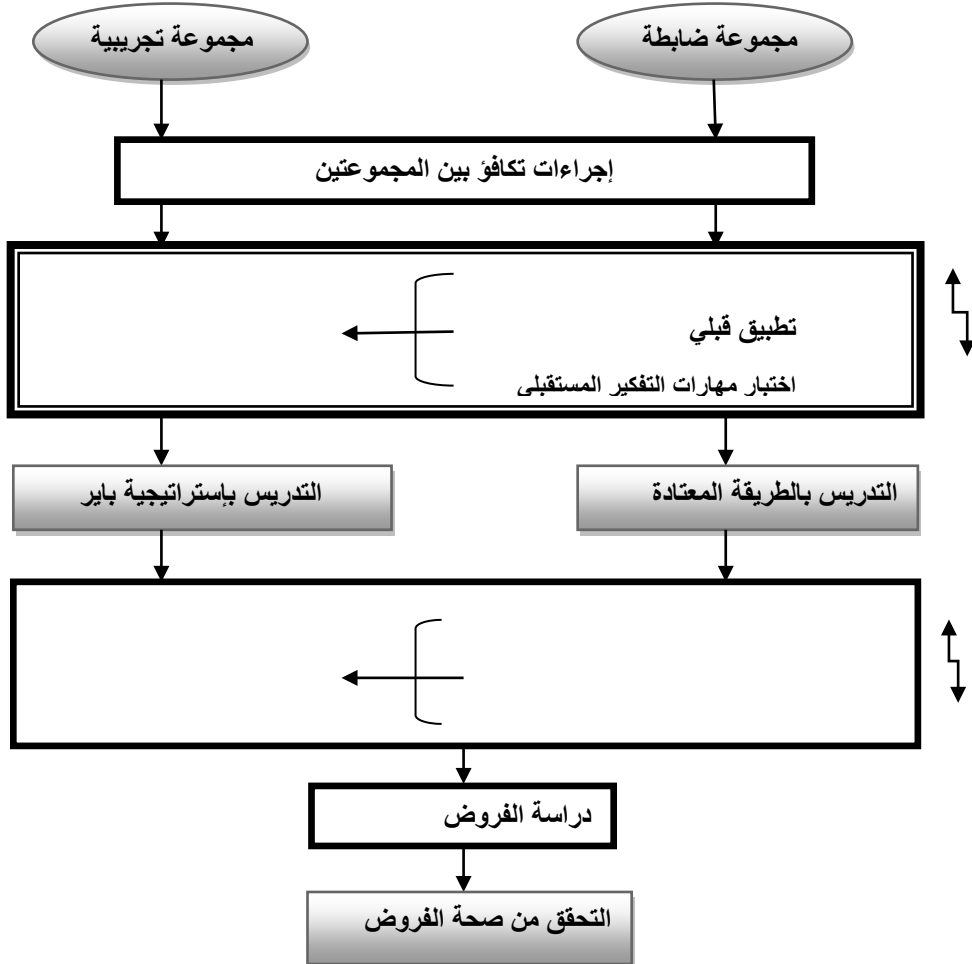 مجموعة ضابطة
مجموعة تجريبية
إجراءات تكافؤ بين المجموعتين
تطبيق قبلي
اختبار مهارات التفكير المستقبلي
التدريس بالطريقة المعتادة
التدريس بإستراتيجية باير
دراسة الفروض
التحقق من صحة الفروض